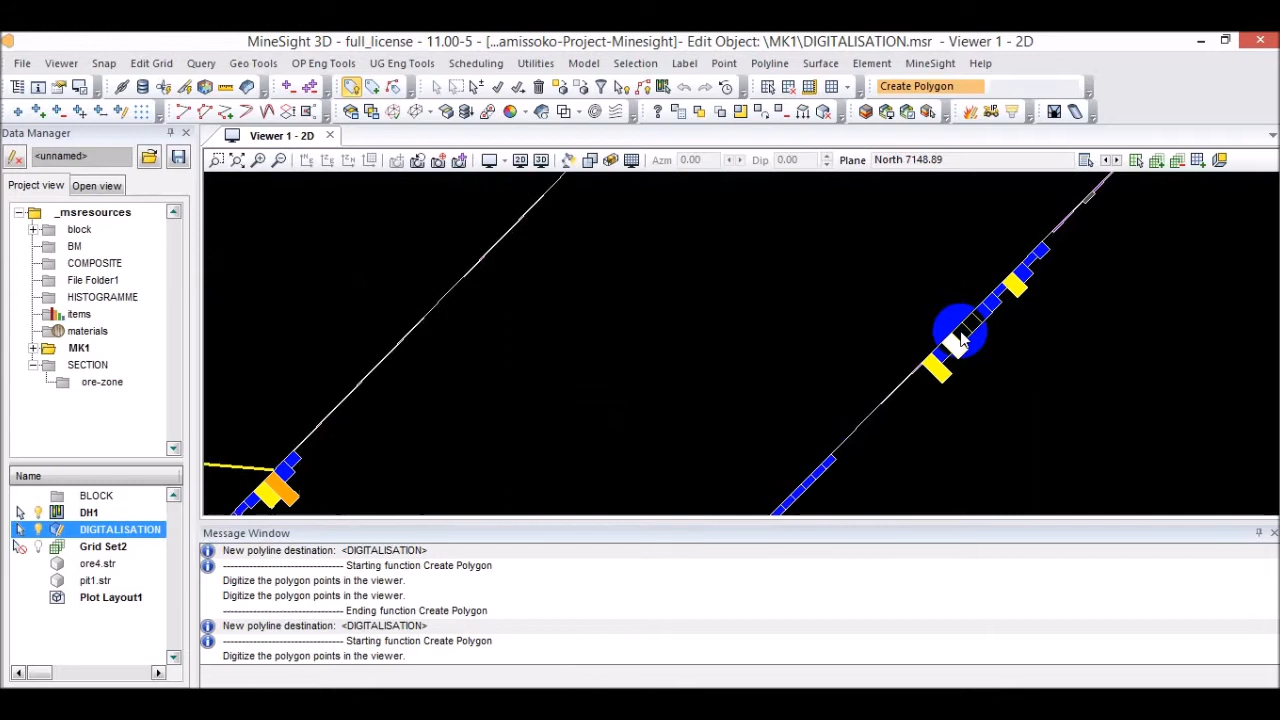 MineSight 3D - full_license - 11.00-5 - [...amissoko-Project-Minesight]- Edit Object: \MK1\DIGITALISATION.msr - Viewer 1 - 2D
File Viewer Snap Edit Grid Query Geo Tools OP Eng Tools UG Eng Tools Scheduling Utilities Model Selection Label Point Polyline Surface Element MineSight Help
Create Polygon
Data Manager
Viewer 1 - 2D
<unnamed>
2D 3D Azm 0.00 Dip 0.00 Plane North 7148.89
Project view Open view
_msresources
block
BM
COMPOSITE
File Folder1
HISTOGRAMME
items
materials
MK1
SECTION
ore-zone
Name
BLOCK
DH1
DIGITALISATION
Grid Set2
ore4.str
pit1.str
Plot Layout1
Message Window
New polyline destination: <DIGITALISATION>
------------------------------- Starting function Create Polygon
Digitize the polygon points in the viewer.
Digitize the polygon points in the viewer.
------------------------------- Ending function Create Polygon
New polyline destination: <DIGITALISATION>
------------------------------- Starting function Create Polygon
Digitize the polygon points in the viewer.